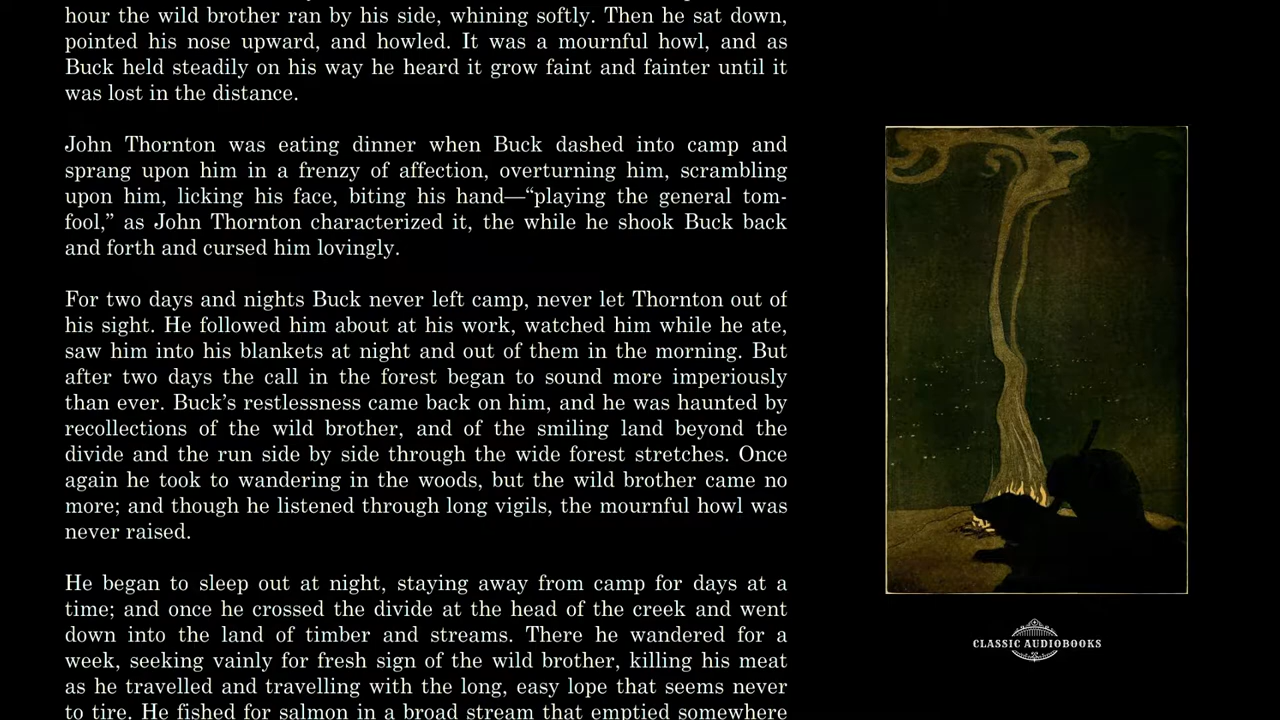 hour the wild brother ran by his side, whining softly. Then he sat down,
pointed his nose upward, and howled. It was a mournful howl, and as
Buck held steadily on his way he heard it grow faint and fainter until it
was lost in the distance.
John Thornton was eating dinner when Buck dashed into camp and
sprang upon him in a frenzy of affection, overturning him, scrambling
upon him, licking his face, biting his hand—“playing the general tom-
fool,” as John Thornton characterized it, the while he shook Buck back
and forth and cursed him lovingly.
For two days and nights Buck never left camp, never let Thornton out of
his sight. He followed him about at his work, watched him while he ate,
saw him into his blankets at night and out of them in the morning. But
after two days the call in the forest began to sound more imperiously
than ever. Buck’s restlessness came back on him, and he was haunted by
recollections of the wild brother, and of the smiling land beyond the
divide and the run side by side through the wide forest stretches. Once
again he took to wandering in the woods, but the wild brother came no
more; and though he listened through long vigils, the mournful howl was
never raised.
He began to sleep out at night, staying away from camp for days at a
time; and once he crossed the divide at the head of the creek and went
down into the land of timber and streams. There he wandered for a
week, seeking vainly for fresh sign of the wild brother, killing his meat
as he travelled and travelling with the long, easy lope that seems never
to tire. He fished for salmon in a broad stream that emptied somewhere
CLASSIC AUDIOBOOKS